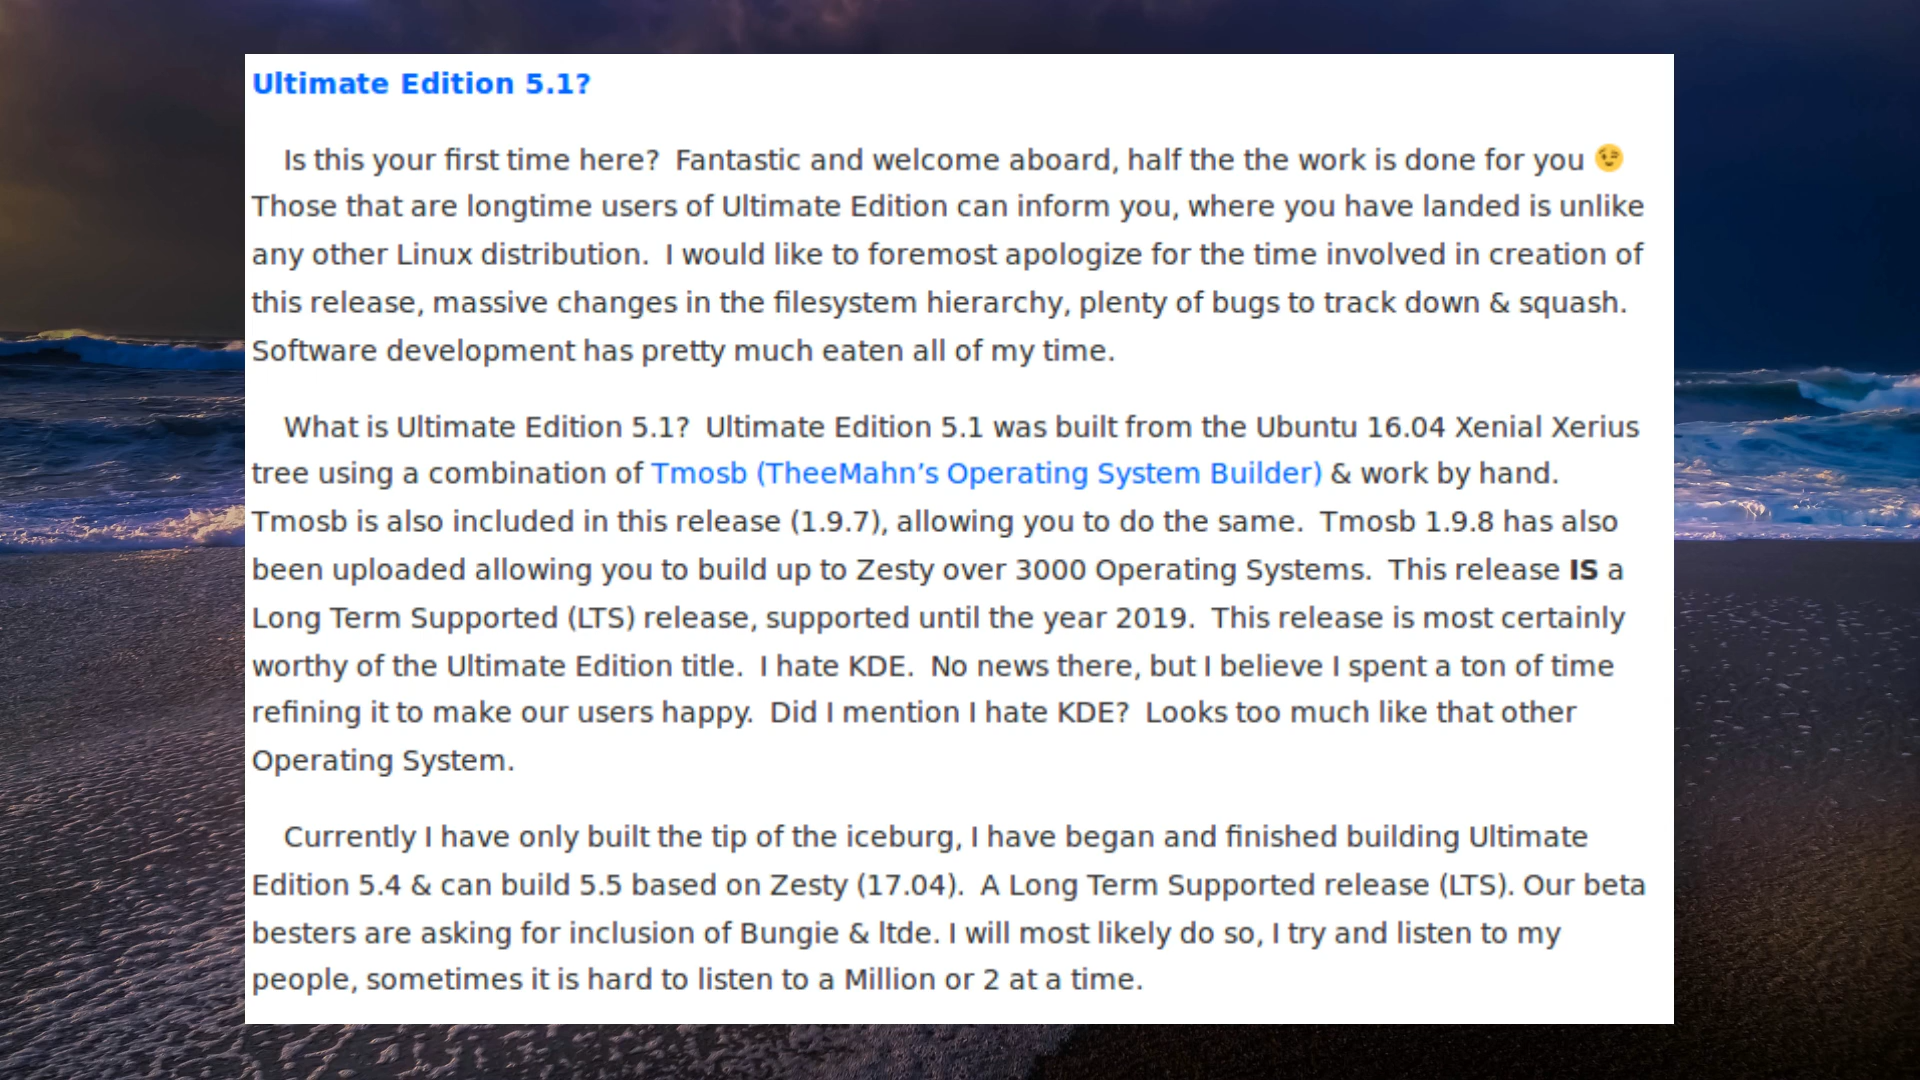 Ultimate Edition 5.1?
Is this your first time here?  Fantastic and welcome aboard, half the the work is done for you 😉
Those that are longtime users of Ultimate Edition can inform you, where you have landed is unlike
any other Linux distribution.  I would like to foremost apologize for the time involved in creation of
this release, massive changes in the filesystem hierarchy, plenty of bugs to track down & squash.
Software development has pretty much eaten all of my time.
What is Ultimate Edition 5.1?  Ultimate Edition 5.1 was built from the Ubuntu 16.04 Xenial Xerius
tree using a combination of Tmosb (TheeMahn’s Operating System Builder) & work by hand.
Tmosb is also included in this release (1.9.7), allowing you to do the same.  Tmosb 1.9.8 has also
been uploaded allowing you to build up to Zesty over 3000 Operating Systems.  This release IS a
Long Term Supported (LTS) release, supported until the year 2019.  This release is most certainly
worthy of the Ultimate Edition title.  I hate KDE.  No news there, but I believe I spent a ton of time
refining it to make our users happy.  Did I mention I hate KDE?  Looks too much like that other
Operating System.
Currently I have only built the tip of the iceburg, I have began and finished building Ultimate
Edition 5.4 & can build 5.5 based on Zesty (17.04).  A Long Term Supported release (LTS). Our beta
besters are asking for inclusion of Bungie & ltde. I will most likely do so, I try and listen to my
people, sometimes it is hard to listen to a Million or 2 at a time.